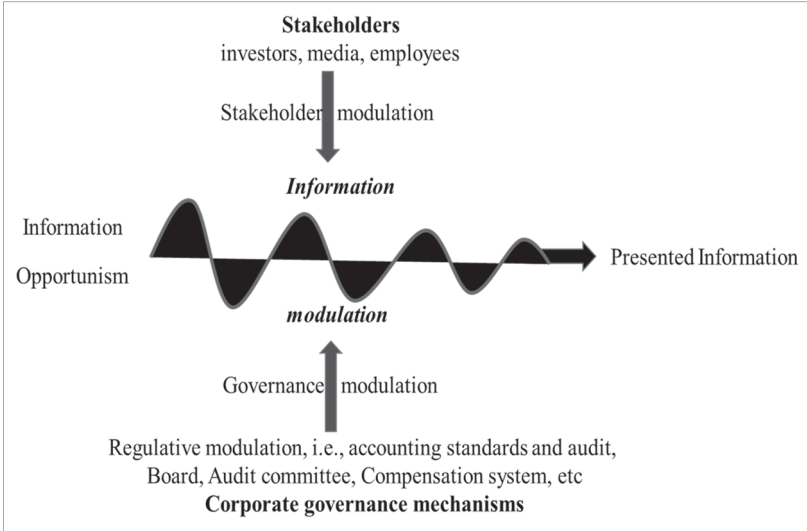 Stakeholders
investors, media, employees
Stakeholder modulation
Information
Information
Opportunism
Presented Information
modulation
Governance modulation
Regulative modulation, i.e., accounting standards and audit,
Board, Audit committee, Compensation system, etc
Corporate governance mechanisms